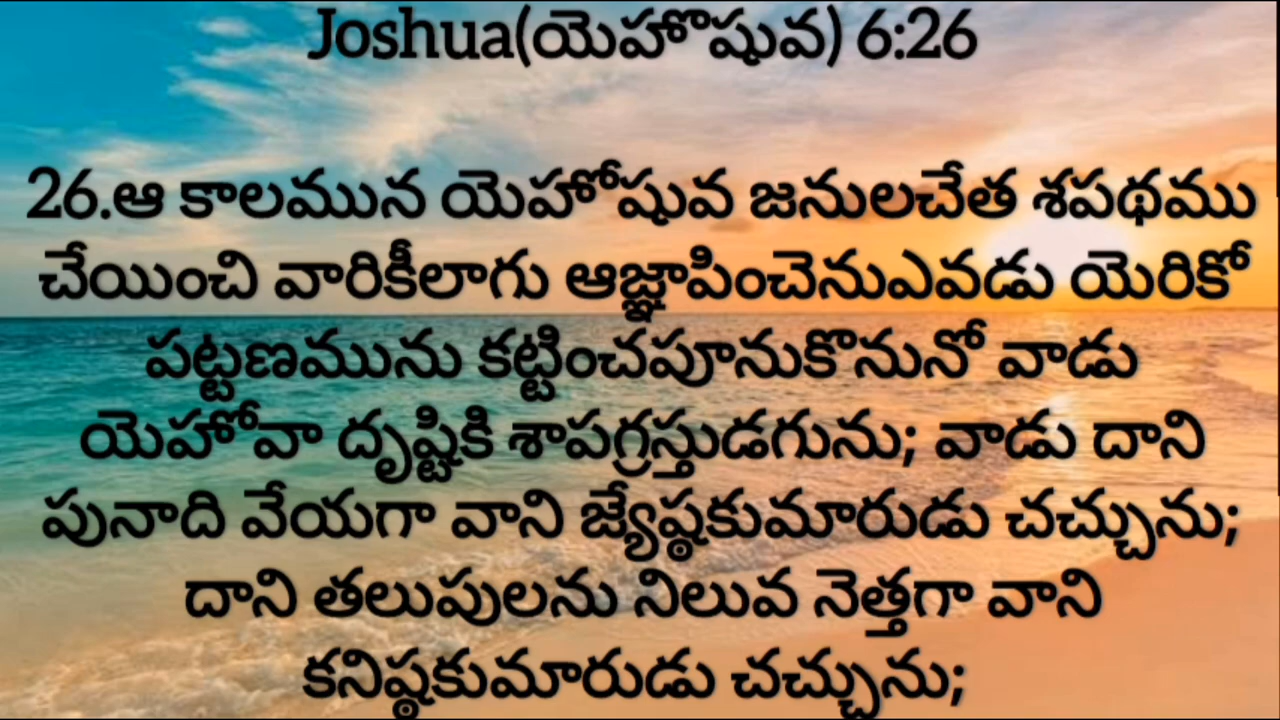 Joshua(యెహొషువ) 6:26
26.ఆ కాలమున యెహోషువ జనులచేత శపథము
చేయించి వారికీలాగు ఆజ్ఞాపించెనుఎవడు యెరికో
పట్టణమును కట్టించపూనుకొనునో వాడు
యెహోవా దృష్టికి శాపగ్రస్తుడగును; వాడు దాని
పునాది వేయగా వాని జ్యేష్ఠకుమారుడు చచ్చును;
దాని తలుపులను నిలువ నెత్తగా వాని
కనిష్ఠకుమారుడు చచ్చును;